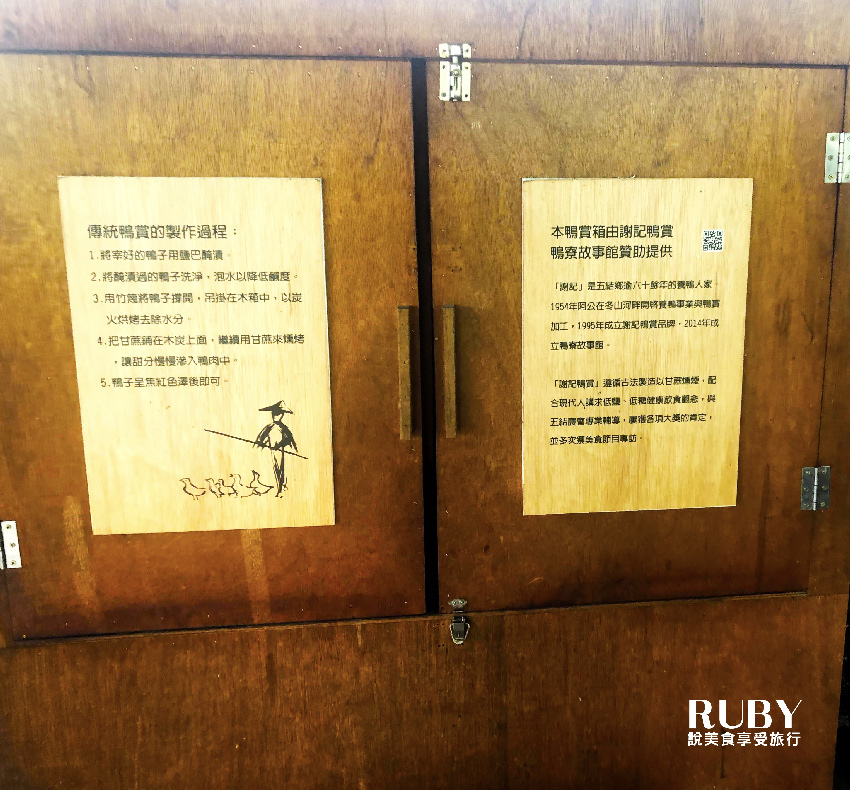 傳統鴨賞的製作過程：
1.將宰好的鴨子用鹽巴醃漬。
2.將醃漬過的鴨子洗淨，泡水以降低鹹度。
3.用竹篾將鴨子撐開，吊掛在木箱中，以炭
火烘烤去除水分。
4.把甘蔗鋪在木炭上面，繼續用甘蔗來燻烤
，讓甜分慢慢滲入鴨肉中。
5.鴨子呈焦紅色澤後即可。
本鴨賞箱由謝記鴨賞
鴨寮故事館贊助提供
「謝記」是五結鄉逾六十餘年的養鴨人家。
1954年阿公在冬山河畔開啓養鴨事業與鴨賞
加工，1995年成立謝記鴨賞品牌，2014年成
立鴨寮故事館。
「謝記鴨賞」遵循古法製造以甘蔗燻煙，配
合現代人講求低鹽、低糖健康飲食觀念，與
五結農會專業輔導，屢獲各項大獎的肯定，
並多次獲美食節目專訪。
RUBY
說美食享受旅行